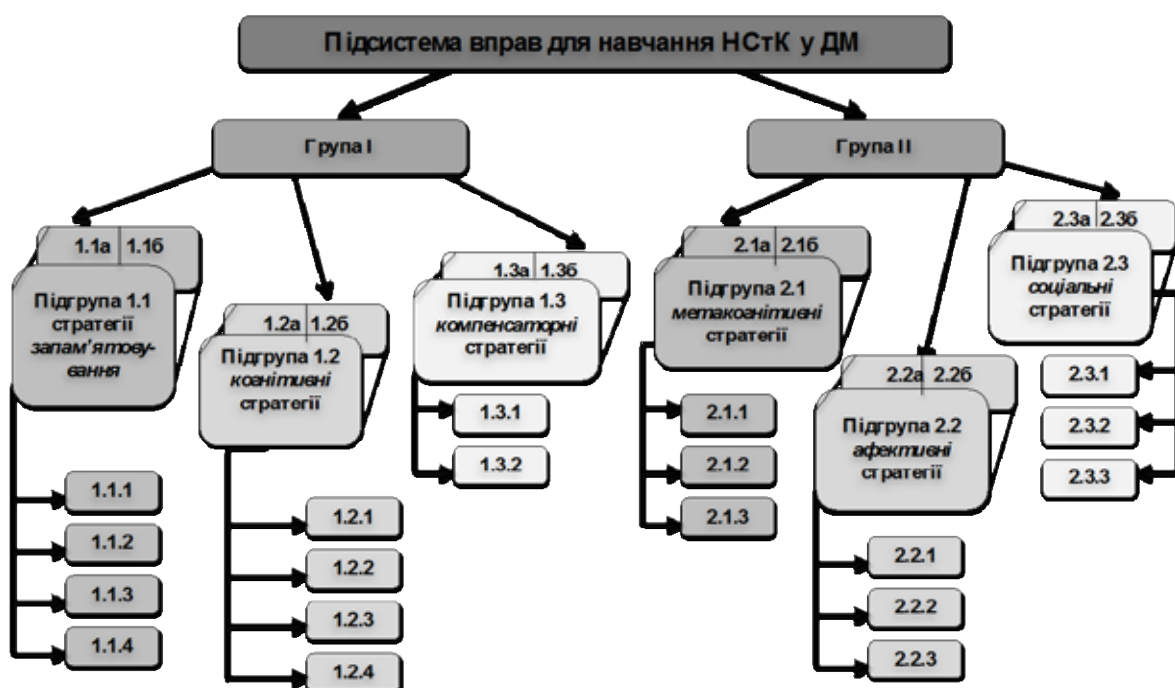 Підсистема вправ для навчання НСтК у ДМ
Група І
Група ІІ
1.1а 1.1б
Підгрупа 1.1
стратегії
запам’ятову-
вання
1.1.1
1.1.2
1.1.3
1.1.4
1.2а 1.2б
Підгрупа 1.2
когнітивні
стратегії
1.2.1
1.2.2
1.2.3
1.2.4
1.3а 1.3б
Підгрупа 1.3
компенсаторні
стратегії
1.3.1
1.3.2
2.1а 2.1б
Підгрупа 2.1
метакогнітивні
стратегії
2.1.1
2.1.2
2.1.3
2.2а 2.2б
Підгрупа 2.2
афективні
стратегії
2.2.1
2.2.2
2.2.3
2.3а 2.3б
Підгрупа 2.3
соціальні
стратегії
2.3.1
2.3.2
2.3.3